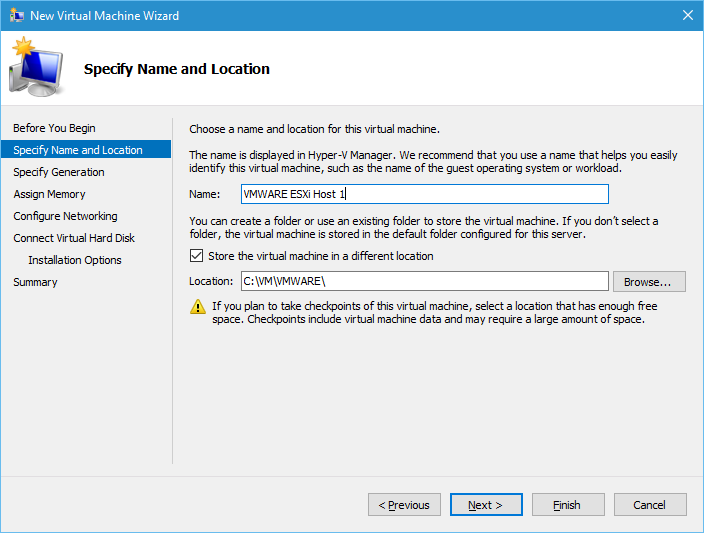 New Virtual Machine Wizard
Specify Name and Location
Before You Begin
Specify Name and Location
Specify Generation
Assign Memory
Configure Networking
Connect Virtual Hard Disk
Installation Options
Summary
Choose a name and location for this virtual machine.
The name is displayed in Hyper-V Manager. We recommend that you use a name that helps you easily
identify this virtual machine, such as the name of the guest operating system or workload.
Name: VMWARE ESXi Host 1
You can create a folder or use an existing folder to store the virtual machine. If you don't select a
folder, the virtual machine is stored in the default folder configured for this server.
Store the virtual machine in a different location
Location: C:\VM\VMWARE\ Browse...
If you plan to take checkpoints of this virtual machine, select a location that has enough free
space. Checkpoints include virtual machine data and may require a large amount of space.
< Previous Next > Finish Cancel